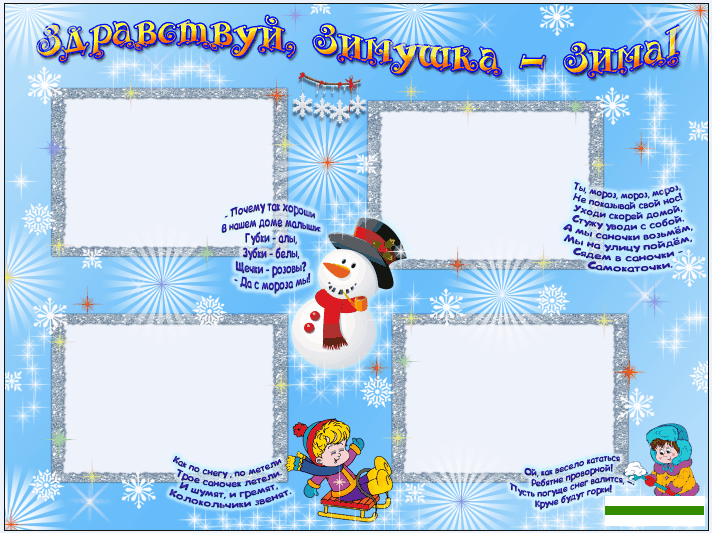 Здравствуй, Зимушка – Зима!
- Почему так хороши
В нашем доме малыши:
Губки - алы,
Зубки - белы,
Щечки - розовы?
- Да с мороза мы!
Ты, мороз, мороз, мороз,
Не показывай свой нос!
Уходи скорей домой,
Стужу уводи с собой.
А мы саночки возьмём,
Мы на улицу пойдём,
Сядем в саночки -
Самокаточки.
Как по снегу, по метели
Трое саночек летели.
И шумят, и гремят,
Колокольчики звенят.
Ой, как весело кататься
Ребятне проворной!
Пусть погуще снег валится,
Круче будут горки!